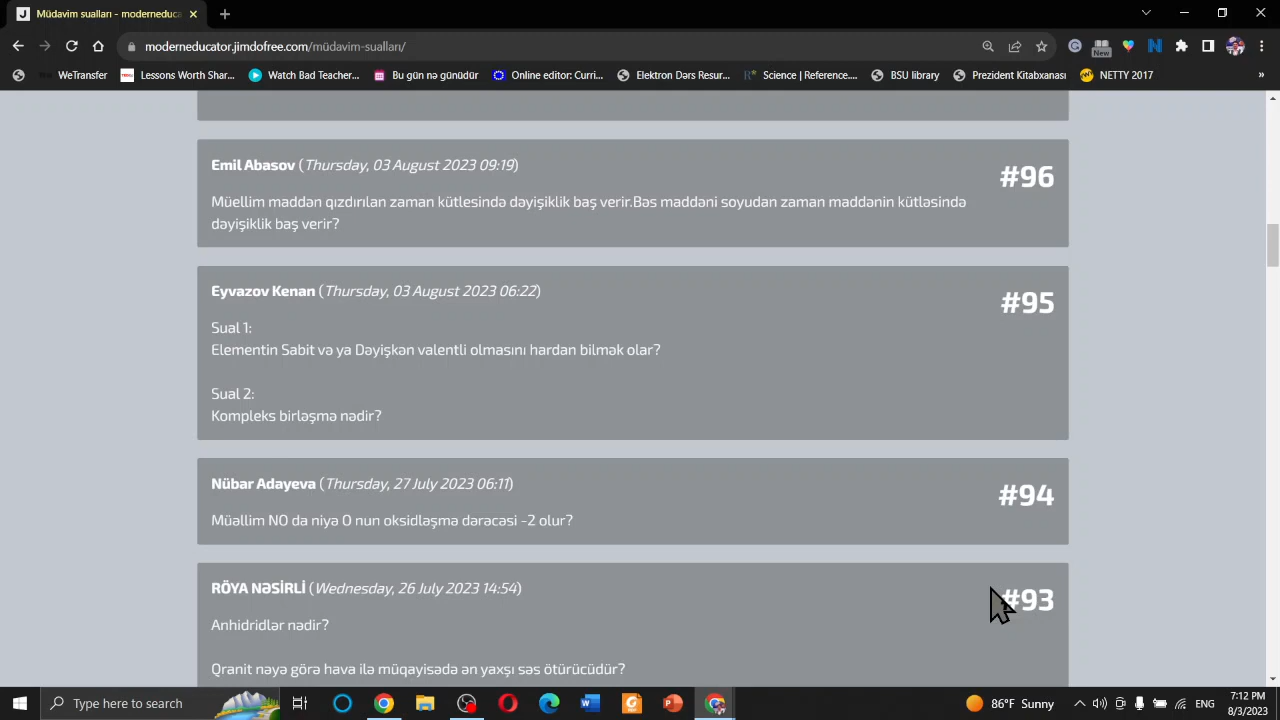 Müdavim sualları - moderneduc
moderneducator.jimdofree.com/müdavim-sualları/
New
WeTransfer
Lessons Worth Shar...
Watch Bad Teacher...
Bu gün nə günüdür
Online editor: Curri...
Elektron Dərs Resur...
Science | Reference....
BSU library
Prezident Kitabxanası
NETTY 2017
»
Emil Abasov (Thursday, 03 August 2023 09:19)
#96
Müellim maddən qızdırılan zaman kütlesində dəyişiklik baş verir.Bəs maddəni soyudan zaman maddənin kütləsində
dəyişiklik baş verir?
Eyvazov Kenan (Thursday, 03 August 2023 06:22)
#95
Sual 1:
Elementin Sabit və ya Dəyişkən valentli olmasını hardan bilmək olar?
Sual 2:
Kompleks birləşmə nədir?
Nübar Adayeva (Thursday, 27 July 2023 06:11)
#94
Müəllim NO da niyə O nun oksidləşmə dərəcəsi -2 olur?
RÖYA NƏSİRLİ (Wednesday, 26 July 2023 14:54)
#93
Anhidridlər nədir?
Qranit nəyə görə hava ilə müqayisədə ən yaxşı səs ötürücüdür?
Type here to search
86°F Sunny
ENG
7:12 PM
8/3/2023